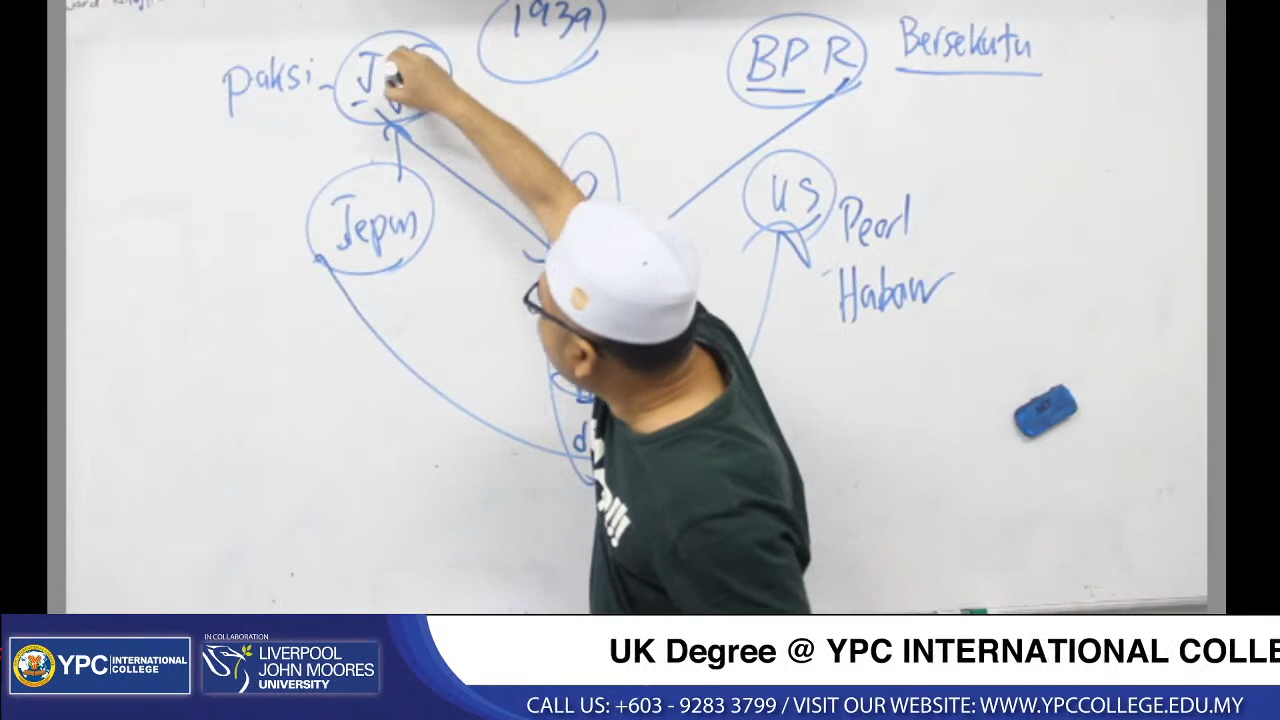 1939
BPR
Bersekutu
paksi
J
Jepun
US
Pearl
Habaur
d
!!!
YPC INTERNATIONAL COLLEGE
IN COLLABORATION
LIVERPOOL
JOHN MOORES
UNIVERSITY
UK Degree @ YPC INTERNATIONAL COLLE
CALL US: +603 - 9283 3799 / VISIT OUR WEBSITE: WWW.YPCCOLLEGE.EDU.MY